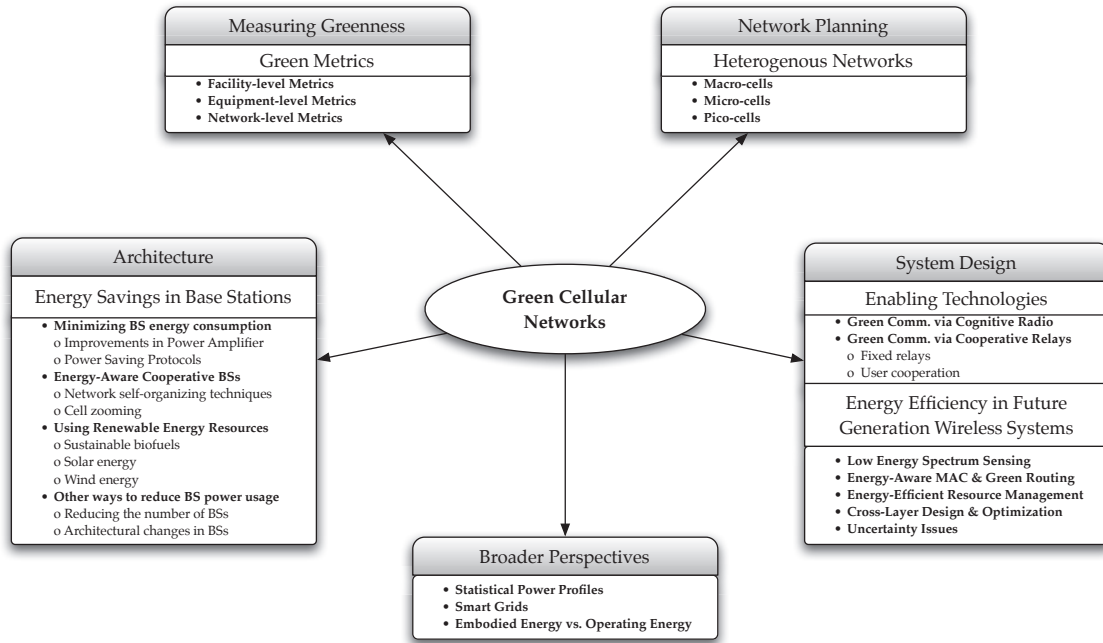 Measuring Greenness
Green Metrics
• Facility-level Metrics
• Equipment-level Metrics
• Network-level Metrics
Network Planning
Heterogenous Networks
• Macro-cells
• Micro-cells
• Pico-cells
Architecture
Energy Savings in Base Stations
• Minimizing BS energy consumption
o Improvements in Power Amplifier
o Power Saving Protocols
• Energy-Aware Cooperative BSs
o Network self-organizing techniques
o Cell zooming
• Using Renewable Energy Resources
o Sustainable biofuels
o Solar energy
o Wind energy
• Other ways to reduce BS power usage
o Reducing the number of BSs
o Architectural changes in BSs
Green Cellular
Networks
System Design
Enabling Technologies
• Green Comm. via Cognitive Radio
• Green Comm. via Cooperative Relays
o Fixed relays
o User cooperation
Energy Efficiency in Future
Generation Wireless Systems
• Low Energy Spectrum Sensing
• Energy-Aware MAC & Green Routing
• Energy-Efficient Resource Management
• Cross-Layer Design & Optimization
• Uncertainty Issues
Broader Perspectives
• Statistical Power Profiles
• Smart Grids
• Embodied Energy vs. Operating Energy